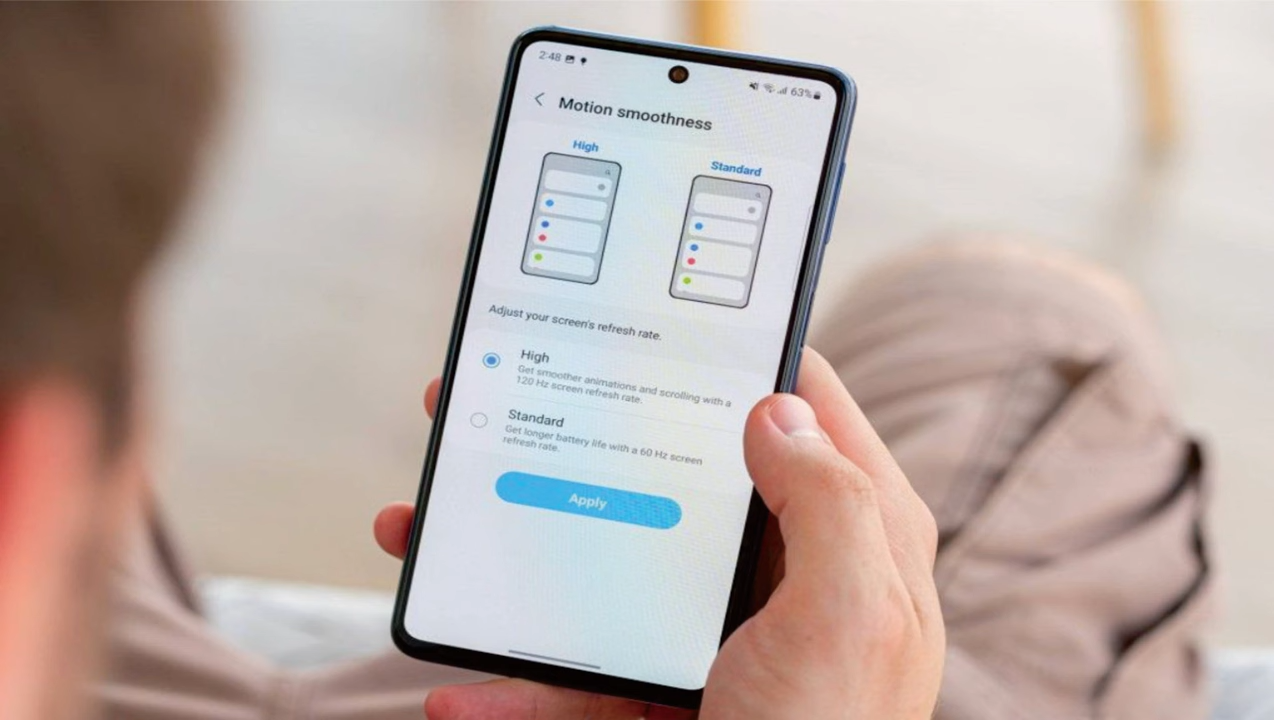 2:48
63%
Motion smoothness
High
Standard
Adjust your screen's refresh rate.
High
Get smoother animations and scrolling with a
120 Hz screen refresh rate.
Standard
Get longer battery life with a 60 Hz screen
refresh rate.
Apply